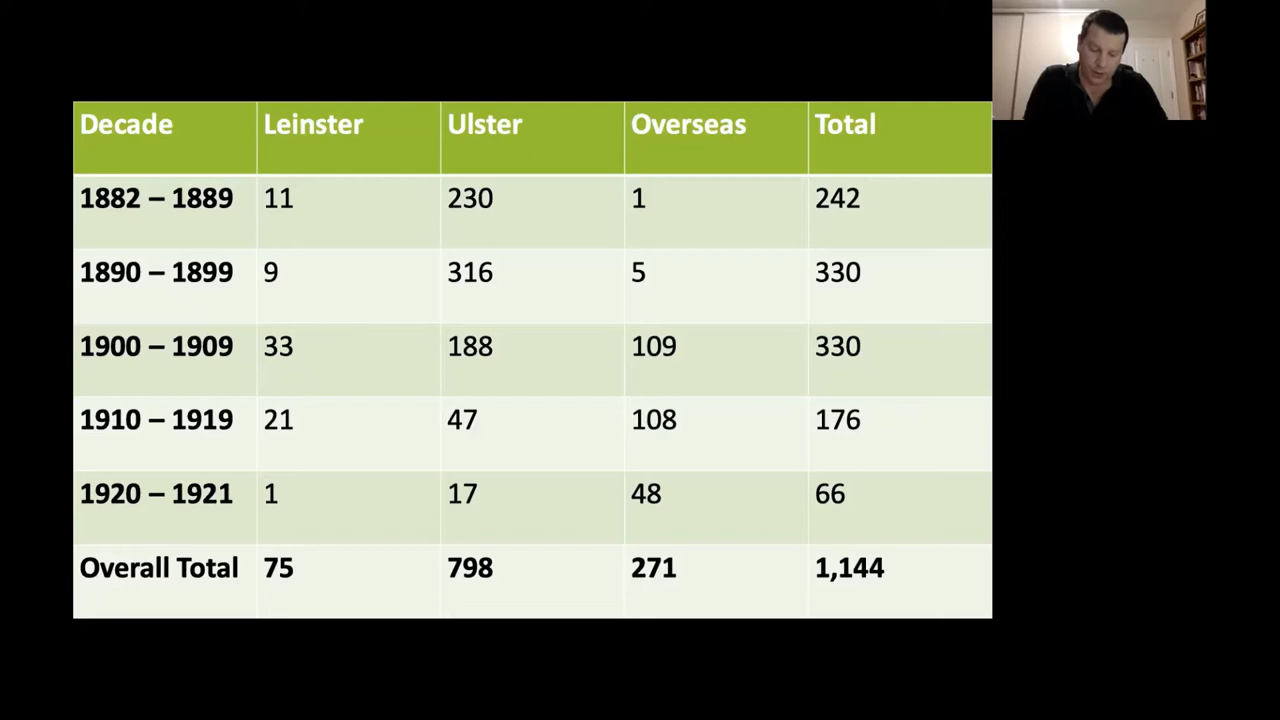 Decade Leinster Ulster Overseas Total
1882 – 1889 11 230 1 242
1890 – 1899 9 316 5 330
1900 – 1909 33 188 109 330
1910 – 1919 21 47 108 176
1920 – 1921 1 17 48 66
Overall Total 75 798 271 1,144